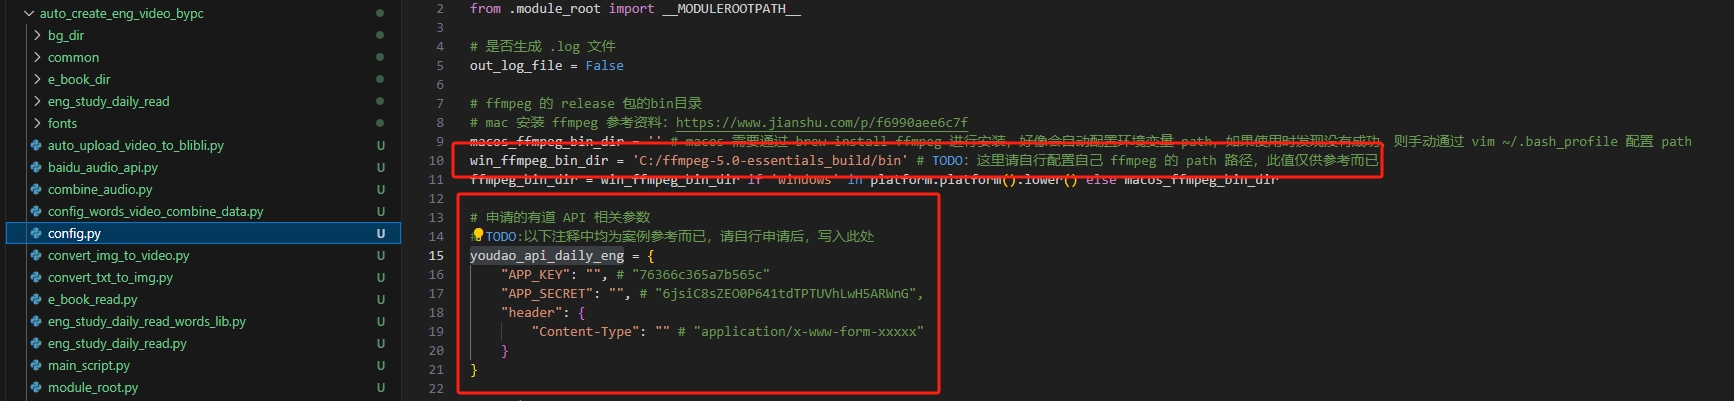 auto_create_eng_video_bypc
bg_dir
common
e_book_dir
eng_study_daily_read
fonts
auto_upload_video_to_blibli.py U
baidu_audio_api.py U
combine_audio.py U
config_words_video_combine_data.py U
config.py U
convert_img_to_video.py U
convert_txt_to_img.py U
e_book_read.py U
eng_study_daily_read_words_lib.py U
eng_study_daily_read.py U
main_script.py U
module_root.py U
2 from .module_root import __MODULEROOTPATH__
3
4 # 是否生成 .log 文件
5 out_log_file = False
6
7 # ffmpeg 的 release 包的bin目录
8 # mac 安装 ffmpeg 参考资料: https://www.jianshu.com/p/f6990aee6c7f
9 macos_ffmpeg_bin_dir = '' # macos 需要通过 brew install ffmpeg 进行安装, 好像会自动配置环境变量 path, 如果使用时发现没有成功, 则手动通过 vim ~/.bash_profile 配置 path
10 win_ffmpeg_bin_dir = 'C:/ffmpeg-5.0-essentials_build/bin' # TODO: 这里请自行配置自己 ffmpeg 的 path 路径, 此值仅供参考而已
11 ffmpeg_bin_dir = win_ffmpeg_bin_dir if 'windows' in platform.platform().lower() else macos_ffmpeg_bin_dir
12
13 # 申请的有道 API 相关参数
14 # TODO:以下注释中均为案例参考而已, 请自行申请后, 写入此处
15 youdao_api_daily_eng = {
16 "APP_KEY": "", # "76366c365a7b565c"
17 "APP_SECRET": "", # "6jsiC8sZEO0P641tdTPTUVhLwH5ARWnG",
18 "header": {
19 "Content-Type": "" # "application/x-www-form-xxxxx"
20 }
21 }
22